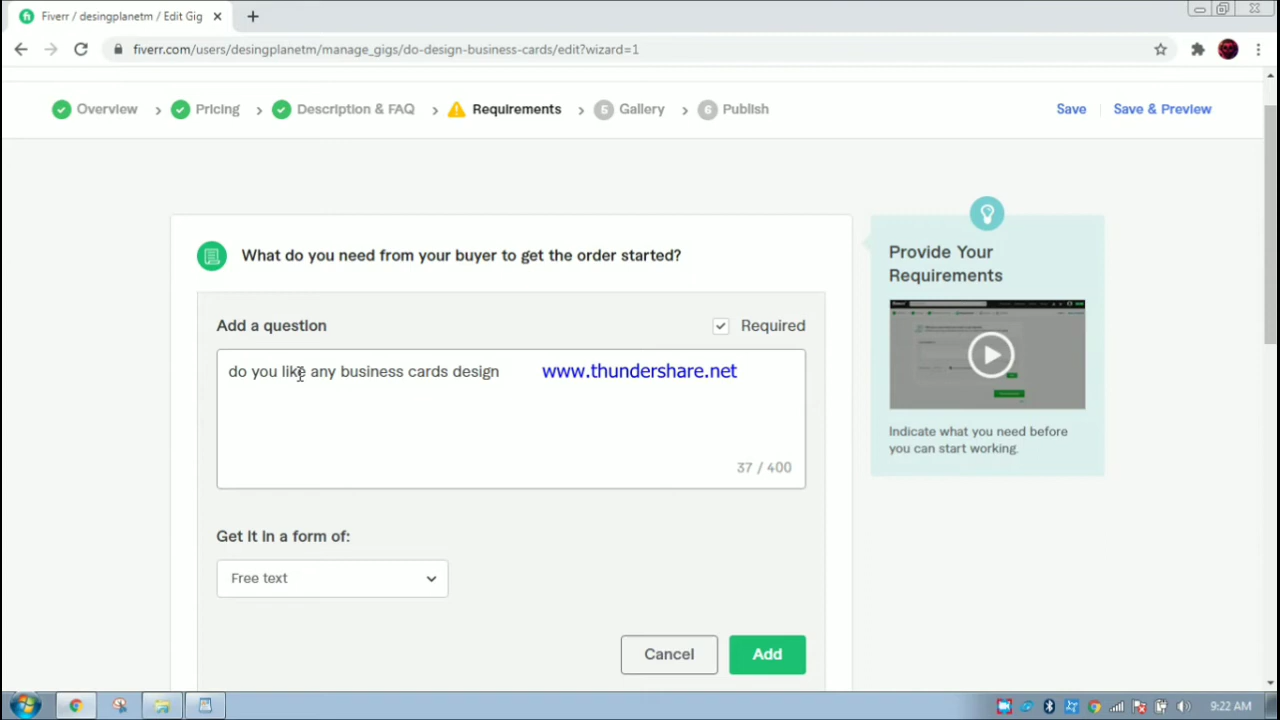 Fiverr / desingplanetm / Edit Gig
fiverr.com/users/desingplanetm/manage_gigs/do-design-business-cards/edit?wizard=1
Overview
Pricing
Description & FAQ
Requirements
5 Gallery
6 Publish
Save
Save & Preview
What do you need from your buyer to get the order started?
Add a question
Required
do you like any business cards design
www.thundershare.net
37 / 400
Get it in a form of:
Free text
Cancel
Add
Provide Your
Requirements
Indicate what you need before
you can start working.
9:22 AM